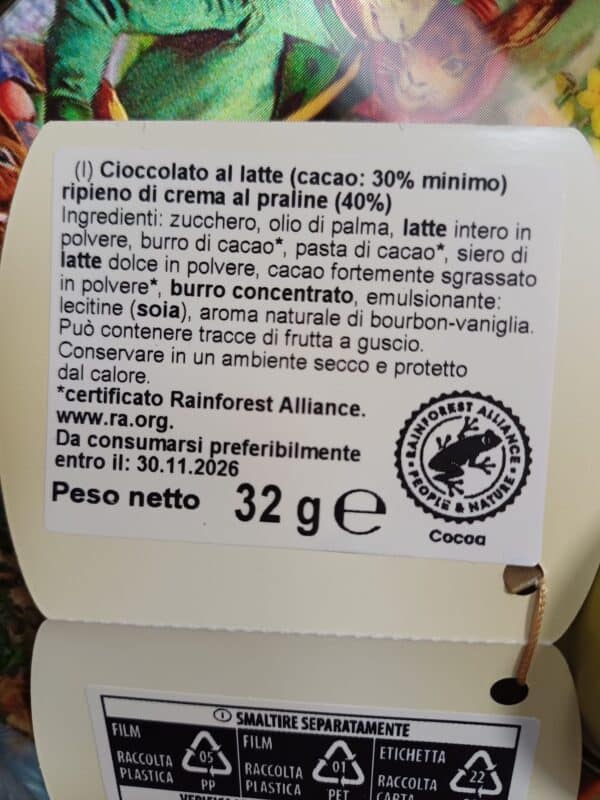 (I) Cioccolato al latte (cacao: 30% minimo)
ripieno di crema al praline (40%)
Ingredienti: zucchero, olio di palma, latte intero in
polvere, burro di cacao*, pasta di cacao*, siero di
latte dolce in polvere, cacao fortemente sgrassato
in polvere*, burro concentrato, emulsionante:
lecitine (soia), aroma naturale di bourbon-vaniglia.
Può contenere tracce di frutta a guscio.
Conservare in un ambiente secco e protetto
dal calore.
*certificato Rainforest Alliance.
www.ra.org.
Da consumarsi preferibilmente
entro il: 30.11.2026
Peso netto 32 g e
RAINFOREST ALLIANCE
PEOPLE & NATURE
Cocoa
SMALTIRE SEPARATAMENTE
FILM
RACCOLTA
PLASTICA
05
PP
FILM
RACCOLTA
PLASTICA
01
PET
ETICHETTA
RACCOLTA
CARTA
22